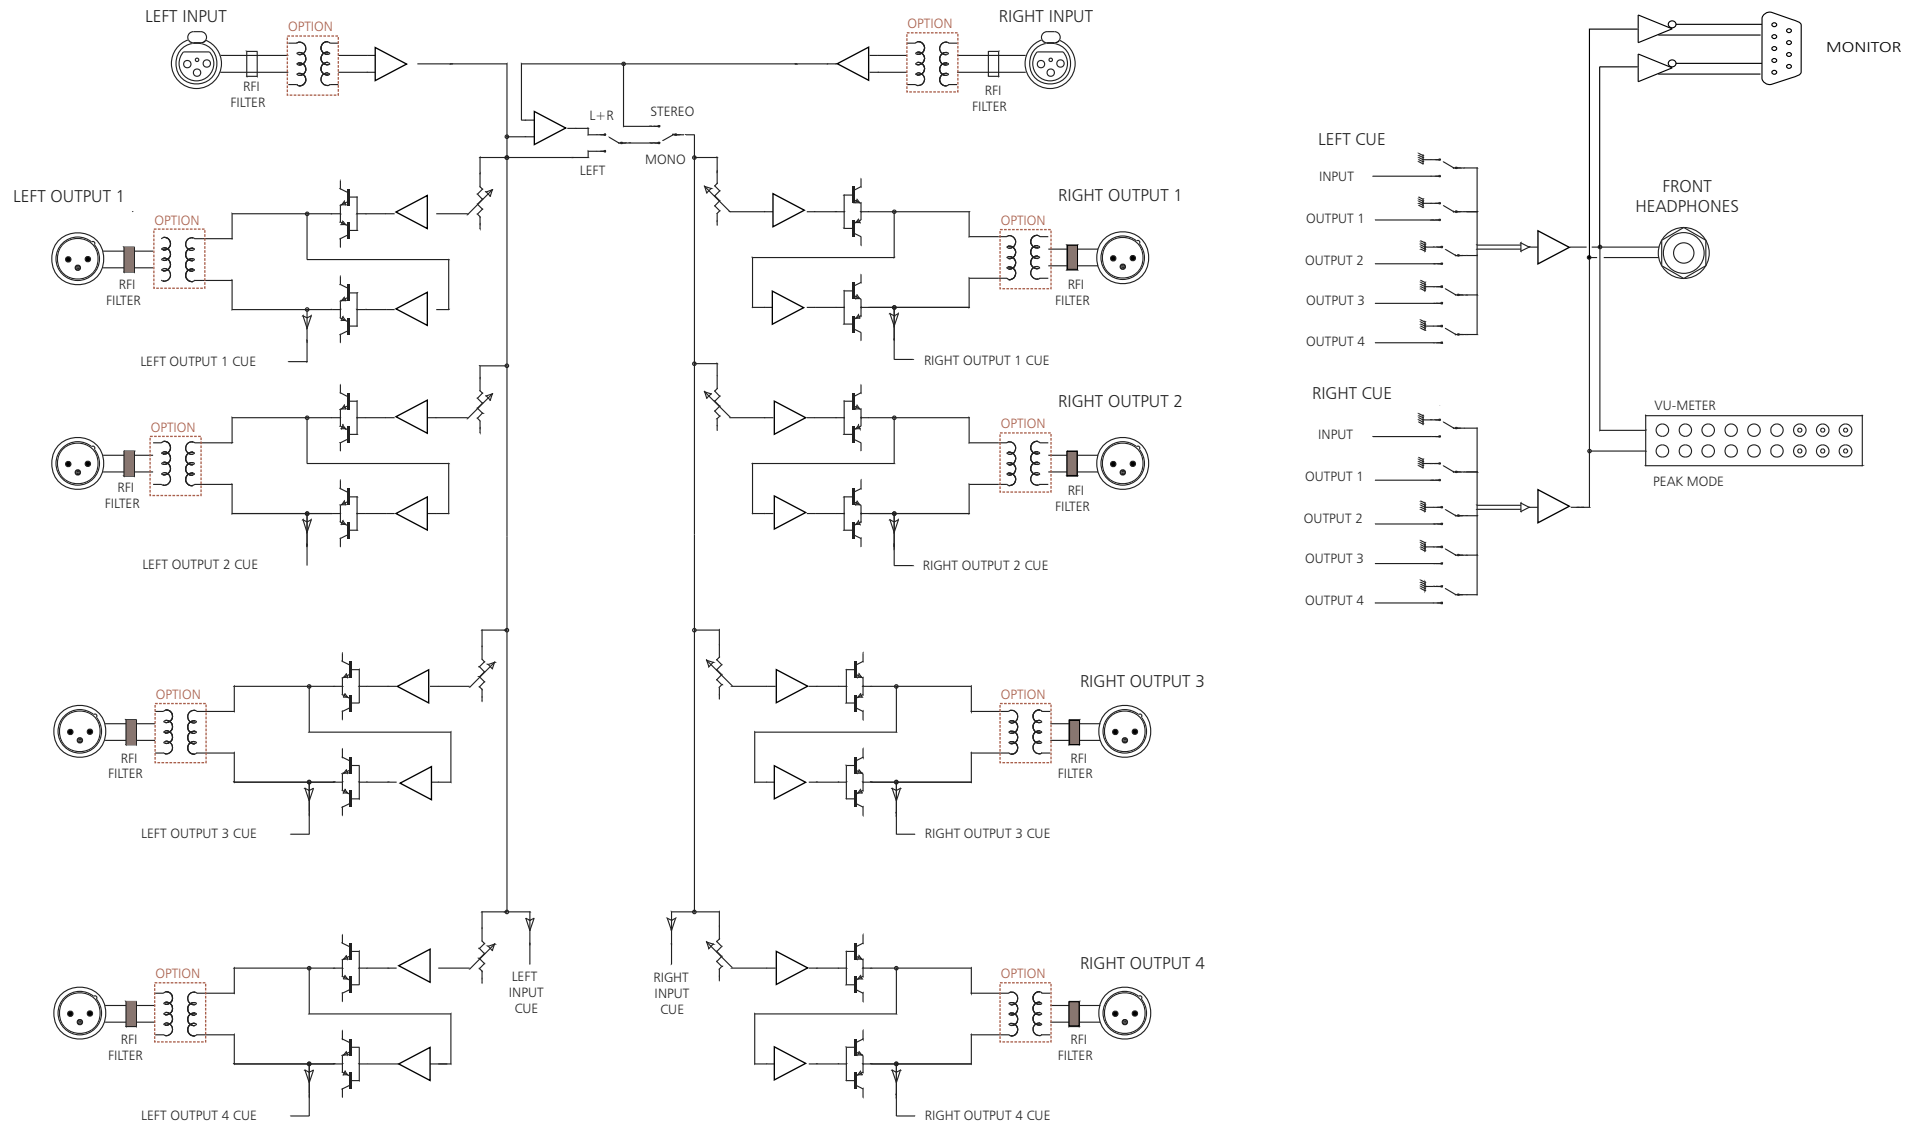 LEFT INPUT
OPTION
RFI
FILTER
RIGHT INPUT
OPTION
RFI
FILTER
L+R
STEREO
LEFT
MONO
LEFT OUTPUT 1
OPTION
RFI
FILTER
LEFT OUTPUT 1 CUE
RIGHT OUTPUT 1
OPTION
RFI
FILTER
RIGHT OUTPUT 1 CUE
OPTION
RFI
FILTER
LEFT OUTPUT 2 CUE
RIGHT OUTPUT 2
OPTION
RFI
FILTER
RIGHT OUTPUT 2 CUE
OPTION
RFI
FILTER
LEFT OUTPUT 3 CUE
RIGHT OUTPUT 3
OPTION
RFI
FILTER
RIGHT OUTPUT 3 CUE
OPTION
RFI
FILTER
LEFT OUTPUT 4 CUE
LEFT
INPUT
CUE
RIGHT
INPUT
CUE
RIGHT OUTPUT 4
OPTION
RFI
FILTER
RIGHT OUTPUT 4 CUE
MONITOR
LEFT CUE
INPUT
OUTPUT 1
OUTPUT 2
OUTPUT 3
OUTPUT 4
FRONT
HEADPHONES
RIGHT CUE
INPUT
OUTPUT 1
OUTPUT 2
OUTPUT 3
OUTPUT 4
VU-METER
PEAK MODE